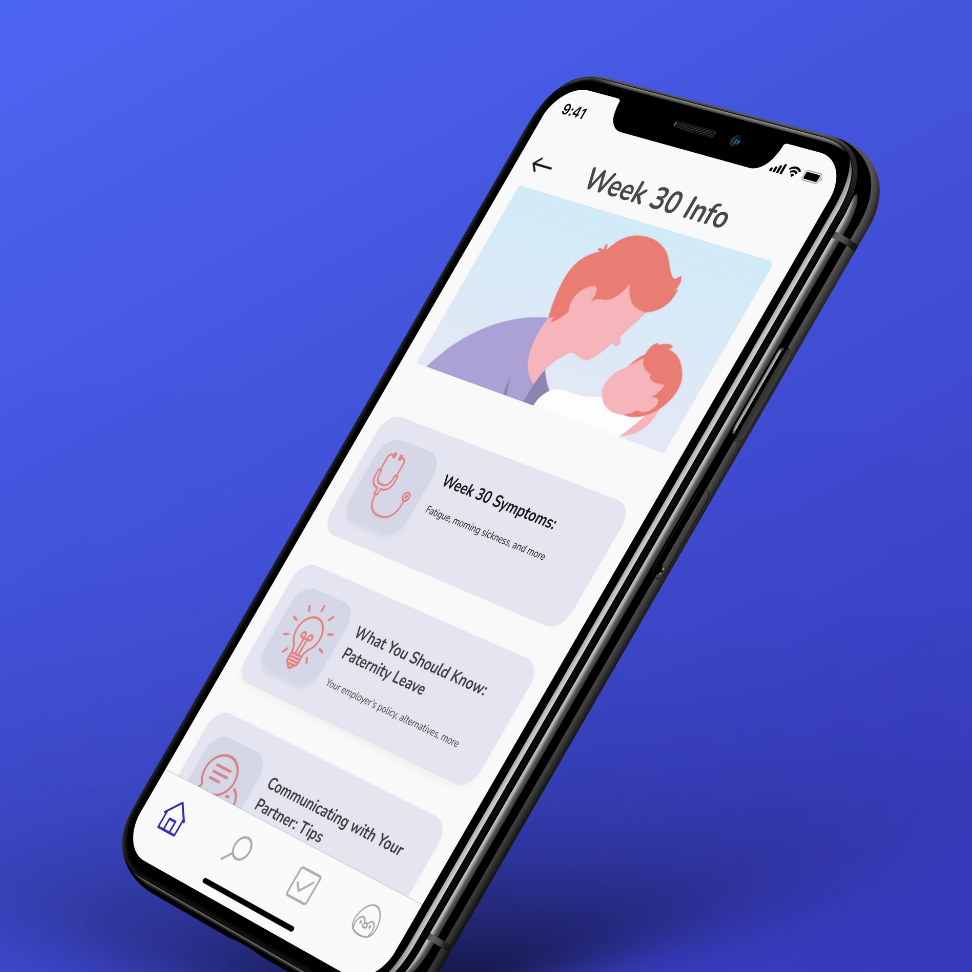 9:41
Week 30 Info
Week 30 Symptoms:
Fatigue, morning sickness, and more
What You Should Know:
Paternity Leave
Your employer's policy, alternatives, more
Communicating with Your
Partner: Tips